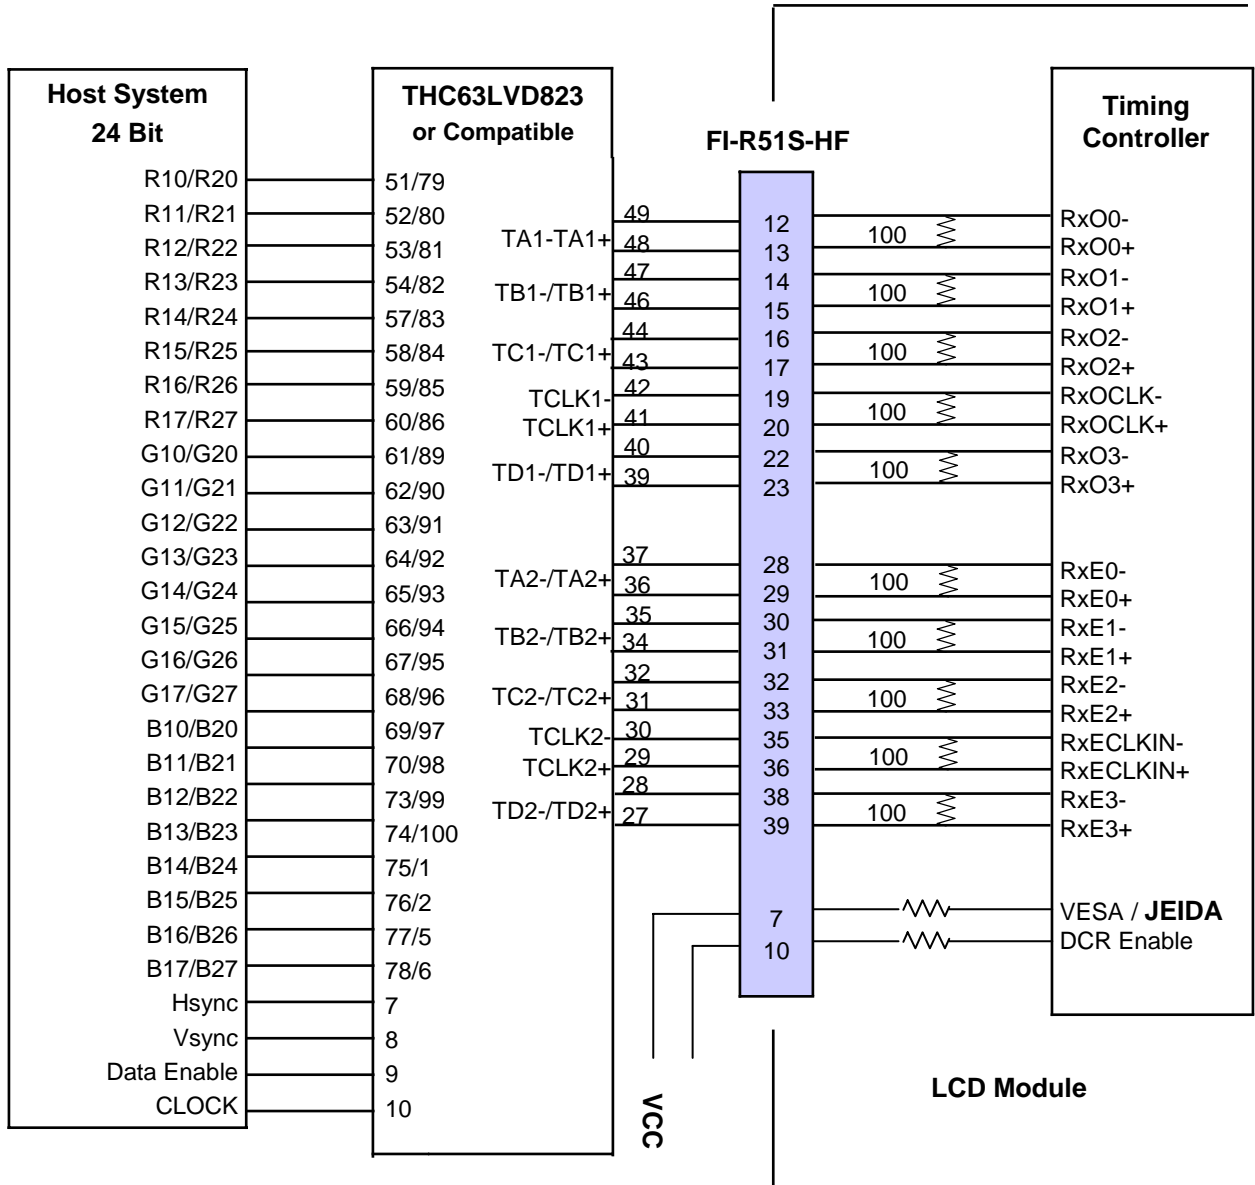 Host System
24 Bit
R10/R20
R11/R21
R12/R22
R13/R23
R14/R24
R15/R25
R16/R26
R17/R27
G10/G20
G11/G21
G12/G22
G13/G23
G14/G24
G15/G25
G16/G26
G17/G27
B10/B20
B11/B21
B12/B22
B13/B23
B14/B24
B15/B25
B16/B26
B17/B27
Hsync
Vsync
Data Enable
CLOCK
THC63LVD823
or Compatible
51/79
52/80
53/81
54/82
57/83
58/84
59/85
60/86
61/89
62/90
63/91
64/92
65/93
66/94
67/95
68/96
69/97
70/98
73/99
74/100
75/1
76/2
77/5
78/6
7
8
9
10
TA1-TA1+
TB1-/TB1+
TC1-/TC1+
TCLK1-
TCLK1+
TD1-/TD1+
TA2-/TA2+
TB2-/TB2+
TC2-/TC2+
TCLK2-
TCLK2+
TD2-/TD2+
49
48
47
46
44
43
42
41
40
39
37
36
35
34
32
31
30
29
28
27
VCC
FI-R51S-HF
12
13
14
15
16
17
19
20
22
23
28
29
30
31
32
33
35
36
38
39
7
10
100
100
100
100
100
100
100
100
100
100
Timing
Controller
RxO0-
RxO0+
RxO1-
RxO1+
RxO2-
RxO2+
RxOCLK-
RxOCLK+
RxO3-
RxO3+
RxE0-
RxE0+
RxE1-
RxE1+
RxE2-
RxE2+
RxECLKIN-
RxECLKIN+
RxE3-
RxE3+
VESA / JEIDA
DCR Enable
LCD Module